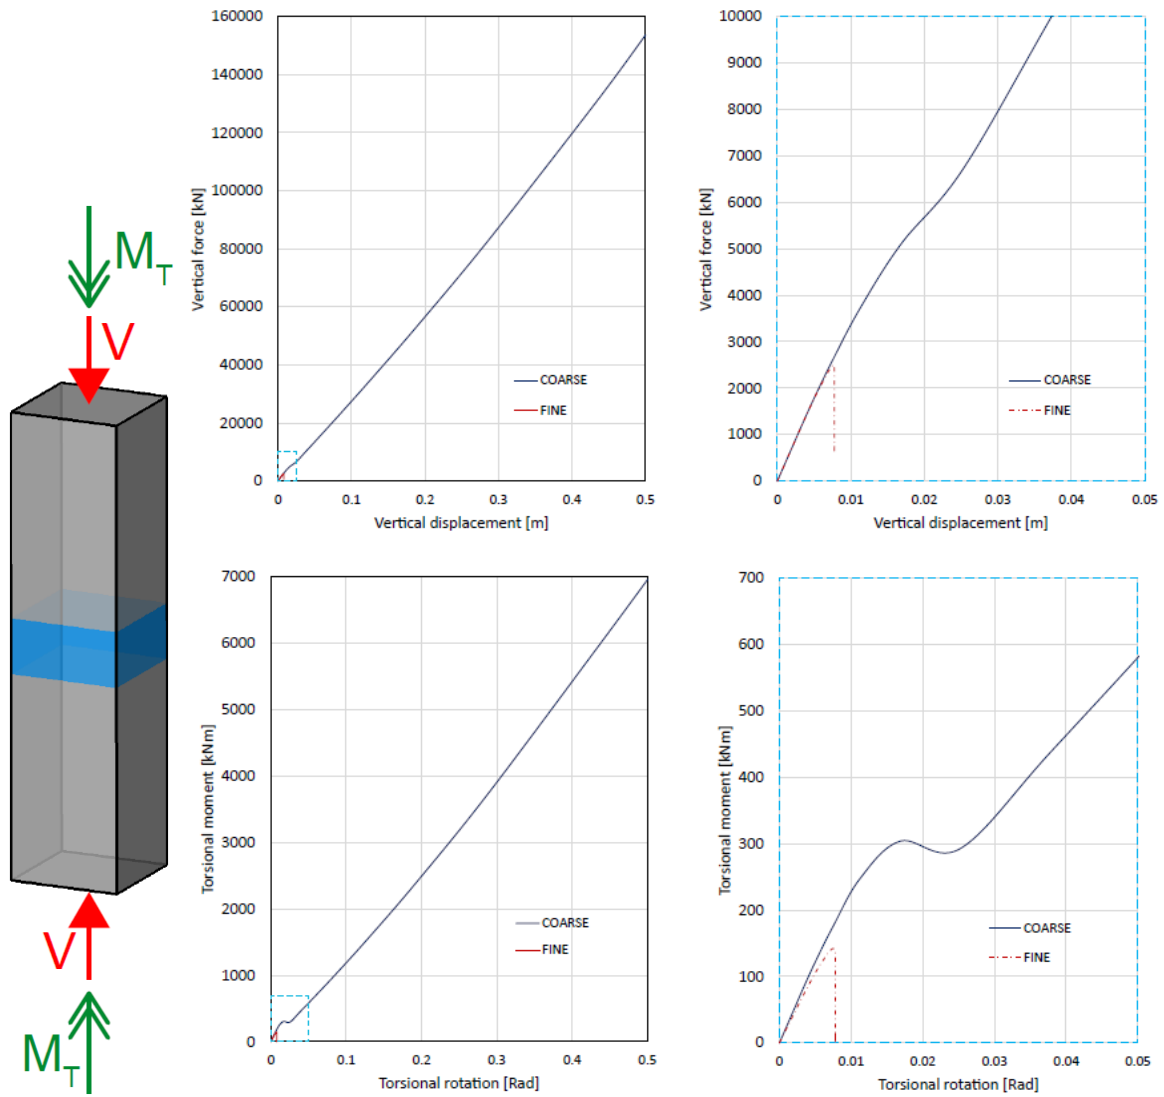 M_T
V
V
M_T
160000
140000
120000
100000
80000
60000
40000
20000
0
Vertical force [kN]
COARSE
FINE
0 0.1 0.2 0.3 0.4 0.5
Vertical displacement [m]
10000
9000
8000
7000
6000
5000
4000
3000
2000
1000
0
Vertical force [kN]
COARSE
FINE
0 0.01 0.02 0.03 0.04 0.05
Vertical displacement [m]
7000
6000
5000
4000
3000
2000
1000
0
Torsional moment [kNm]
COARSE
FINE
0 0.1 0.2 0.3 0.4 0.5
Torsional rotation [Rad]
700
600
500
400
300
200
100
0
Torsional moment [kNm]
COARSE
FINE
0 0.01 0.02 0.03 0.04 0.05
Torsional rotation [Rad]